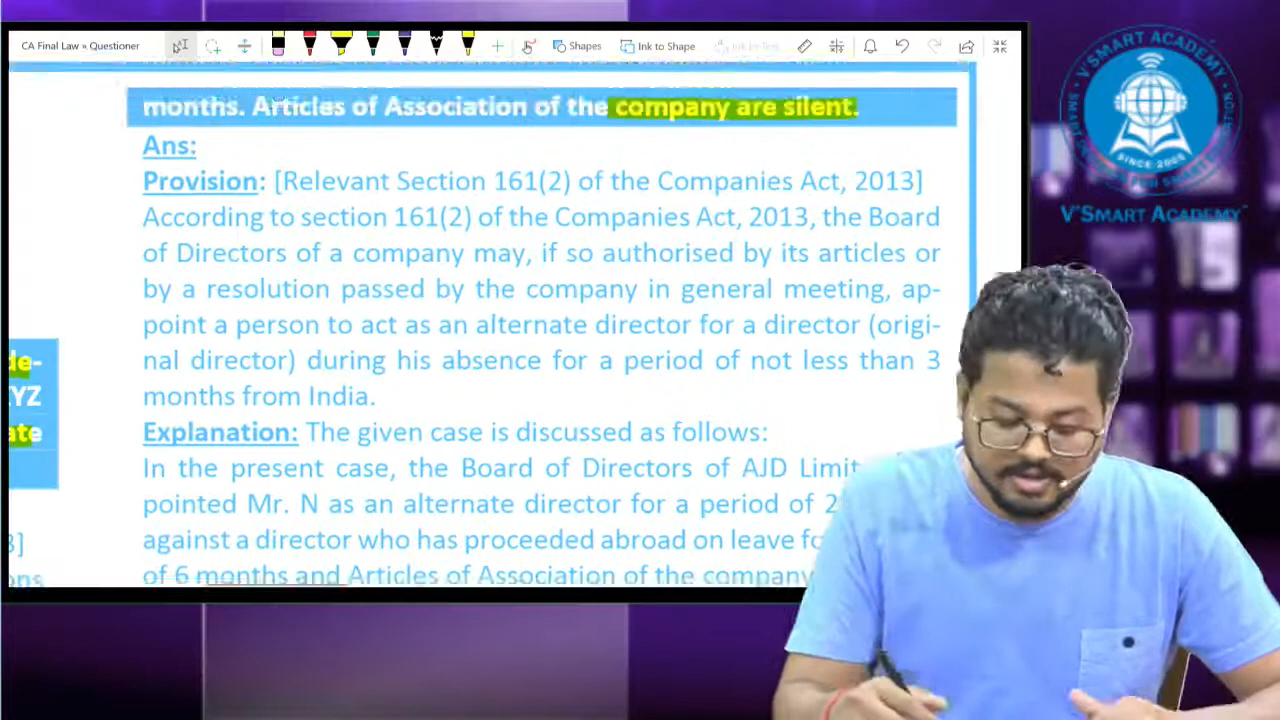 CA Final Law » Questioner
Shapes
Ink to Shape
Ink to Text
months. Articles of Association of the company are silent.
Ans:
Provision: [Relevant Section 161(2) of the Companies Act, 2013]
According to section 161(2) of the Companies Act, 2013, the Board
of Directors of a company may, if so authorised by its articles or
by a resolution passed by the company in general meeting, ap-
point a person to act as an alternate director for a director (origi-
nal director) during his absence for a period of not less than 3
months from India.
Explanation: The given case is discussed as follows:
In the present case, the Board of Directors of AJD
pointed Mr. N as an alternate director for a period of
against a director who has proceeded abroad on leave
of 6 months and Articles of Association of the company
de-
XYZ
ons
V'SMART ACADEMY
SINCE
V'SMART ACADEMY